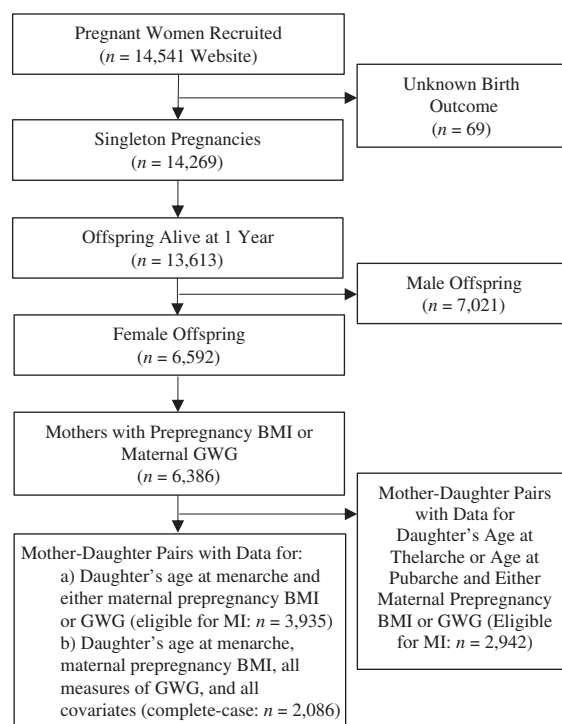 Pregnant Women Recruited
(n = 14,541 Website)
Unknown Birth
Outcome
(n = 69)
Singleton Pregnancies
(n = 14,269)
Offspring Alive at 1 Year
(n = 13,613)
Male Offspring
(n = 7,021)
Female Offspring
(n = 6,592)
Mothers with Prepregnancy BMI or
Maternal GWG
(n = 6,386)
Mother-Daughter Pairs
with Data for
Daughter's Age at
Thelarche or Age at
Pubarche and Either
Maternal Prepregnancy
BMI or GWG (Eligible
for MI: n = 2,942)
Mother-Daughter Pairs with Data for:
a) Daughter's age at menarche and
either maternal prepregnancy BMI
or GWG (eligible for MI: n = 3,935)
b) Daughter's age at menarche,
maternal prepregnancy BMI, all
measures of GWG, and all
covariates (complete-case: n = 2,086)